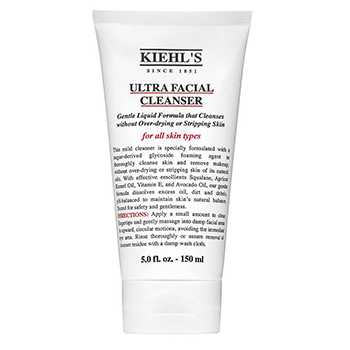 KIEHL'S
SINCE 1851
ULTRA FACIAL
CLEANSER
Gentle Liquid Formula that Cleanses
without Over-drying or Stripping Skin
for all skin types
This mild cleanser is specially formulated with a
sugar-derived glycoside foaming agent to
thoroughly cleanse skin and remove makeup,
without over-drying or stripping skin of its natural
oils. With effective emollients Squalane, Apricot
Kernel Oil, Vitamin E, and Avocado Oil, our gentle
formula dissolves excess oil, dirt and debris.
pH-balanced to maintain skin's natural balance.
Tested for safety and gentleness.
DIRECTIONS: Apply a small amount to clean
fingertips and gently massage into damp facial area
in upward, circular motions, avoiding the immediate
eye area. Rinse thoroughly or assure removal of
cleanser residue with a damp wash cloth.
5.0 fl. oz. - 150 ml